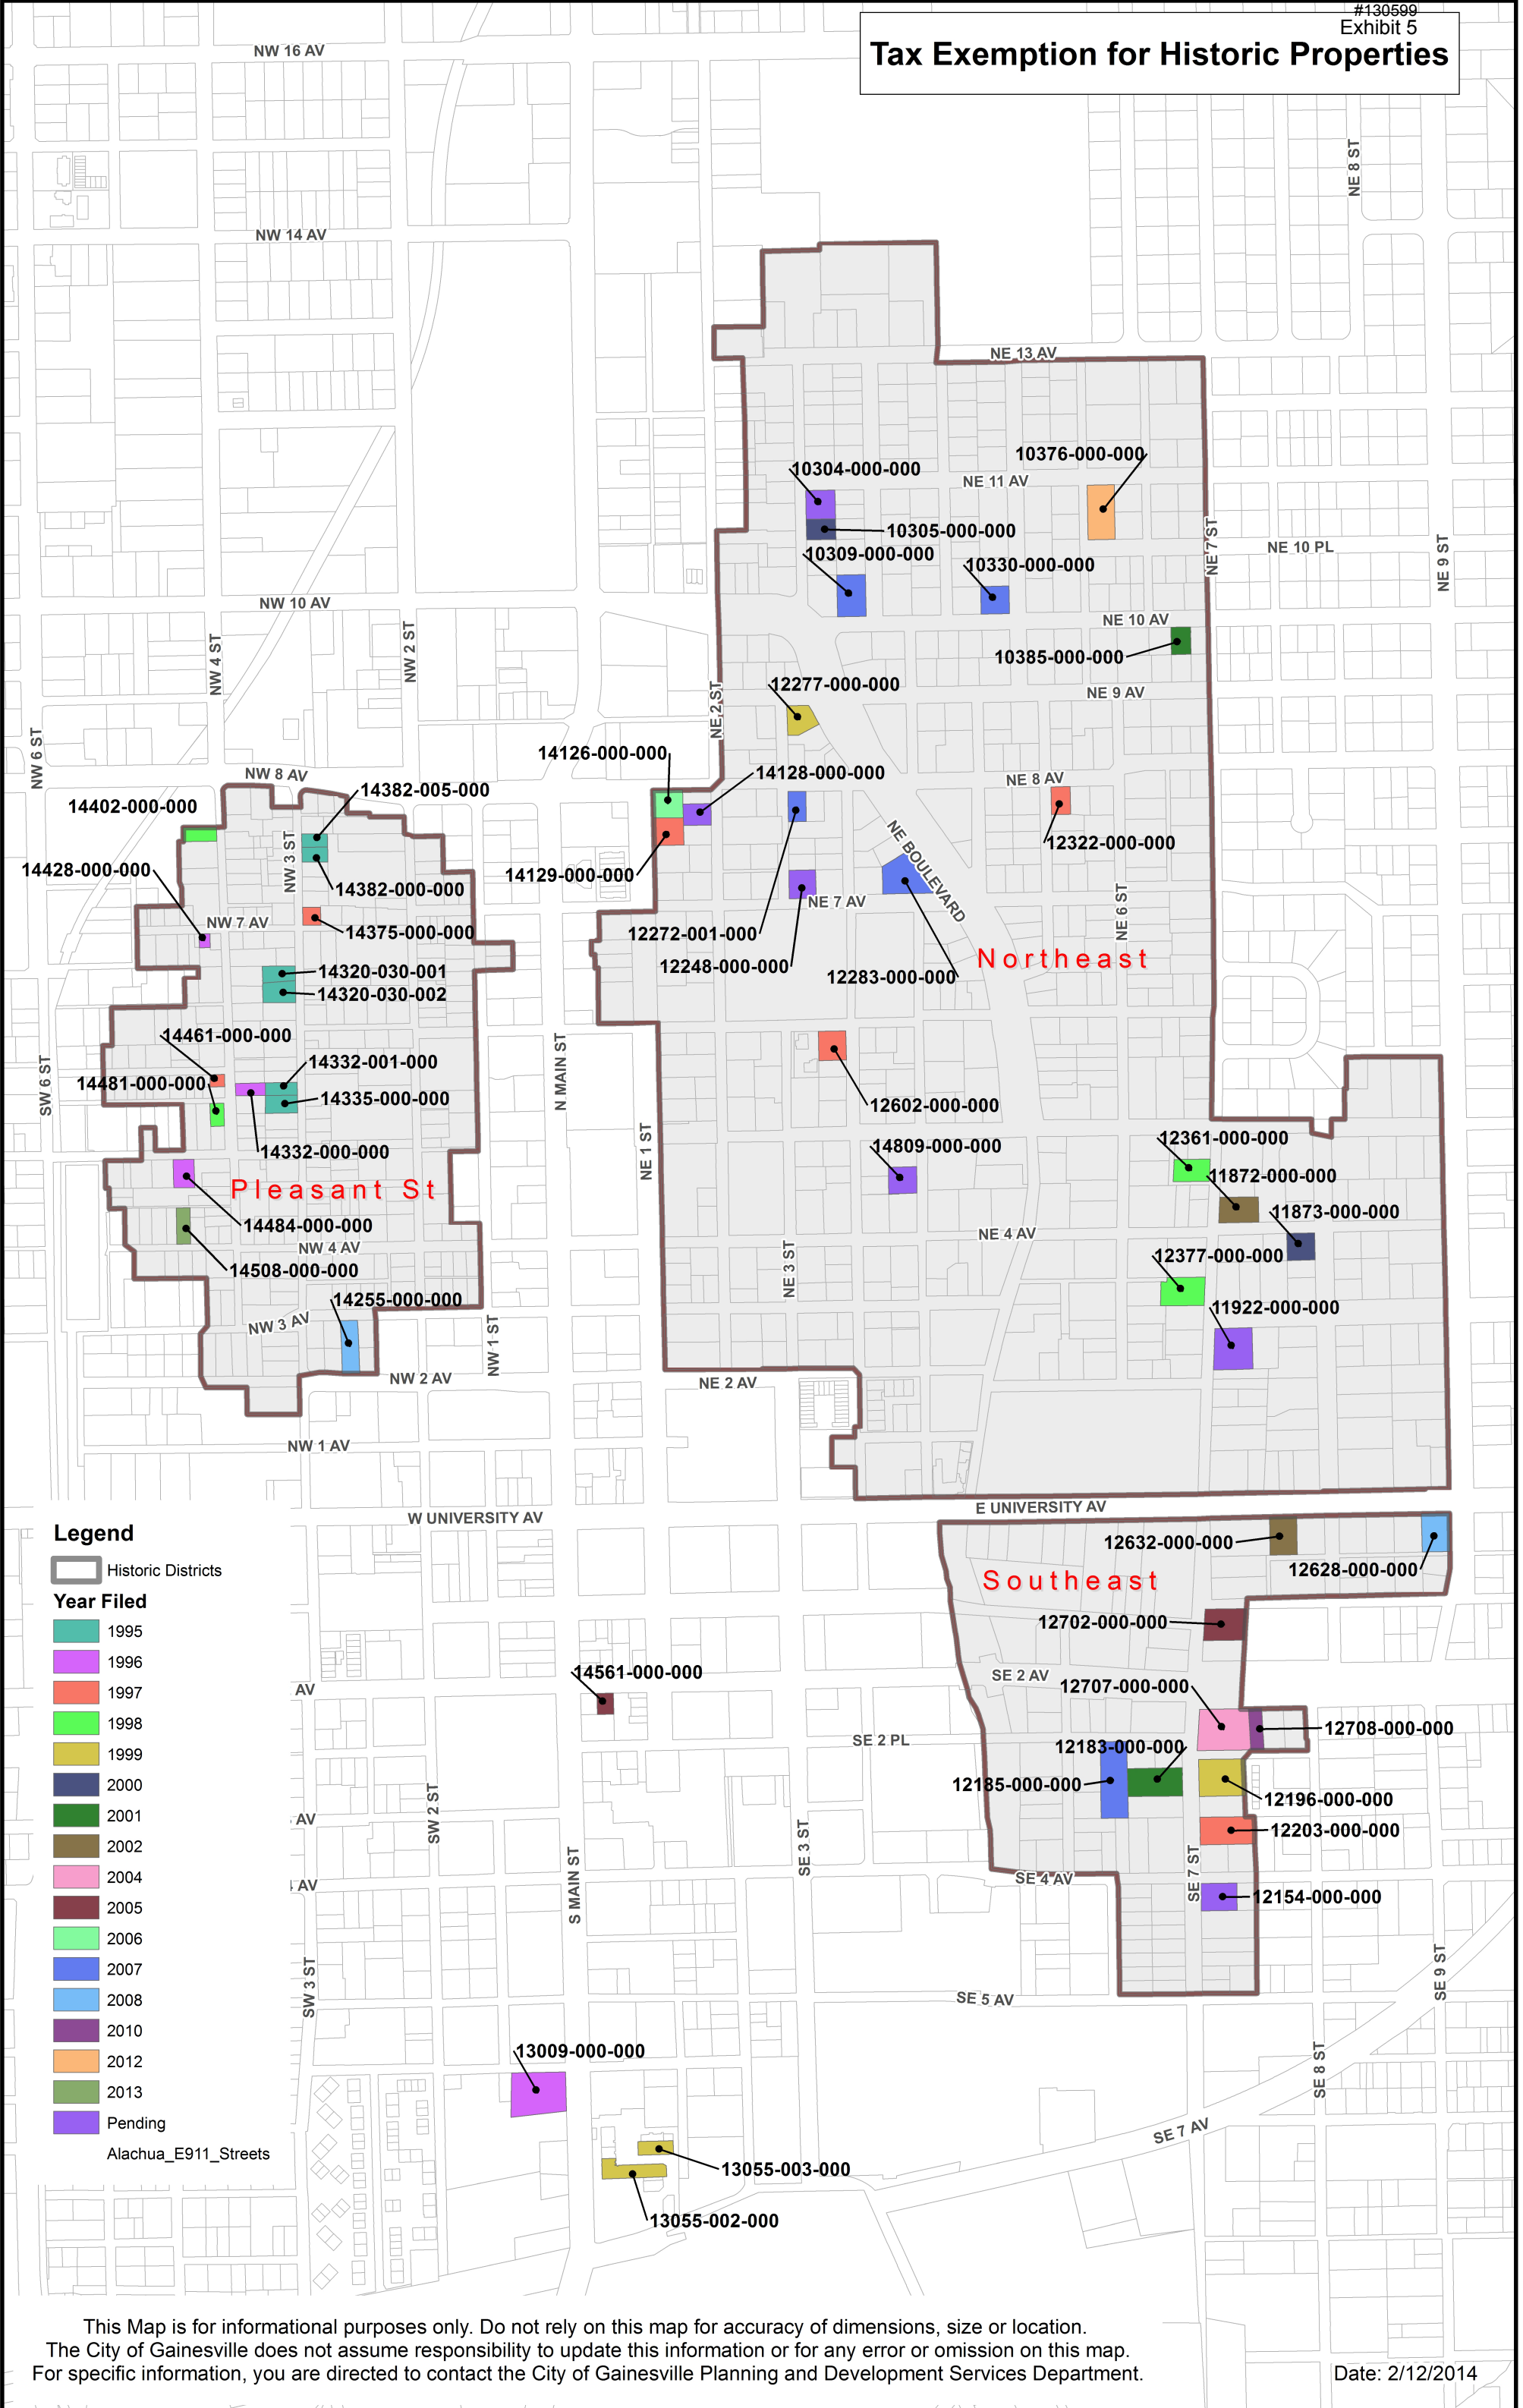 #130599
Exhibit 5
Tax Exemption for Historic Properties
NW 16 AV
NE 8 ST
NW 14 AV
NE 13 AV
10376-000-000
10304-000-000
NE 11 AV
10305-000-000
NE 7 ST
NE 10 PL
NE 9 ST
10309-000-000
10330-000-000
NW 10 AV
NE 10 AV
NW 4 ST
NW 2 ST
10385-000-000
12277-000-000
NE 9 AV
NE 2 ST
NW 6 ST
14126-000-000
14128-000-000
NW 8 AV
NE 8 AV
14382-005-000
14402-000-000
NE BOULEVARD
12322-000-000
NW 3 ST
14428-000-000
14129-000-000
14382-000-000
NE 7 AV
NE 6 ST
NW 7 AV
14375-000-000
12272-001-000
Northeast
12248-000-000
12283-000-000
14320-030-001
14320-030-002
14461-000-000
14332-001-000
N MAIN ST
SW 6 ST
14481-000-000
14335-000-000
12602-000-000
14332-000-000
NE 1 ST
14809-000-000
12361-000-000
11872-000-000
Pleasant St
11873-000-000
14484-000-000
NE 4 AV
NW 4 AV
12377-000-000
14508-000-000
NE 3 ST
14255-000-000
11922-000-000
NW 3 AV
NW 1 ST
NW 2 AV
NE 2 AV
NW 1 AV
E UNIVERSITY AV
W UNIVERSITY AV
12632-000-000
12628-000-000
Southeast
12702-000-000
14561-000-000
SE 2 AV
12707-000-000
AV
12708-000-000
SE 2 PL
12183-000-000
12185-000-000
12196-000-000
SW 2 ST
AV
12203-000-000
SE 3 ST
S MAIN ST
SE 7 ST
SE 4 AV
AV
12154-000-000
SW 3 ST
SE 9 ST
SE 5 AV
13009-000-000
SE 8 ST
SE 7 AV
13055-003-000
13055-002-000
Legend
Historic Districts
Year Filed
1995
1996
1997
1998
1999
2000
2001
2002
2004
2005
2006
2007
2008
2010
2012
2013
Pending
Alachua_E911_Streets
This Map is for informational purposes only. Do not rely on this map for accuracy of dimensions, size or location.
The City of Gainesville does not assume responsibility to update this information or for any error or omission on this map.
For specific information, you are directed to contact the City of Gainesville Planning and Development Services Department.
Date: 2/12/2014